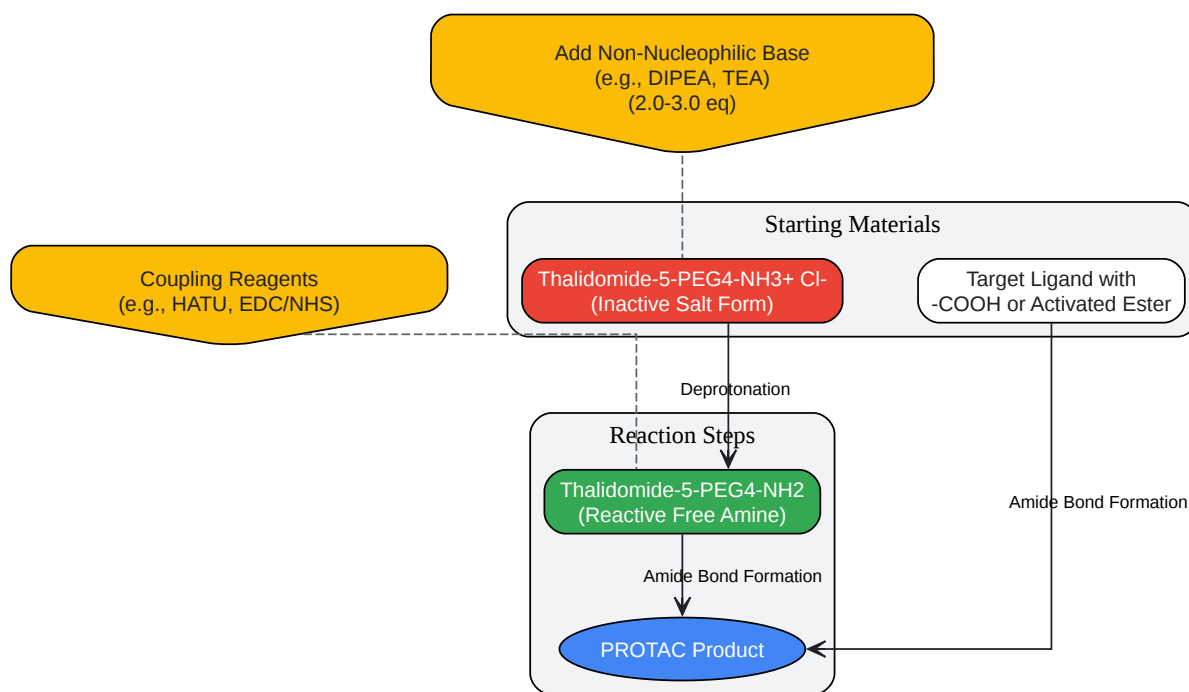 Add Non-Nucleophilic Base
(e.g., DIPEA, TEA)
(2.0-3.0 eq)
Starting Materials
Coupling Reagents
(e.g., HATU, EDC/NHS)
Thalidomide-5-PEG4-NH3+ Cl-
(Inactive Salt Form)
Target Ligand with
-COOH or Activated Ester
Deprotonation
Reaction Steps
Thalidomide-5-PEG4-NH2
(Reactive Free Amine)
Amide Bond Formation
Amide Bond Formation
PROTAC Product